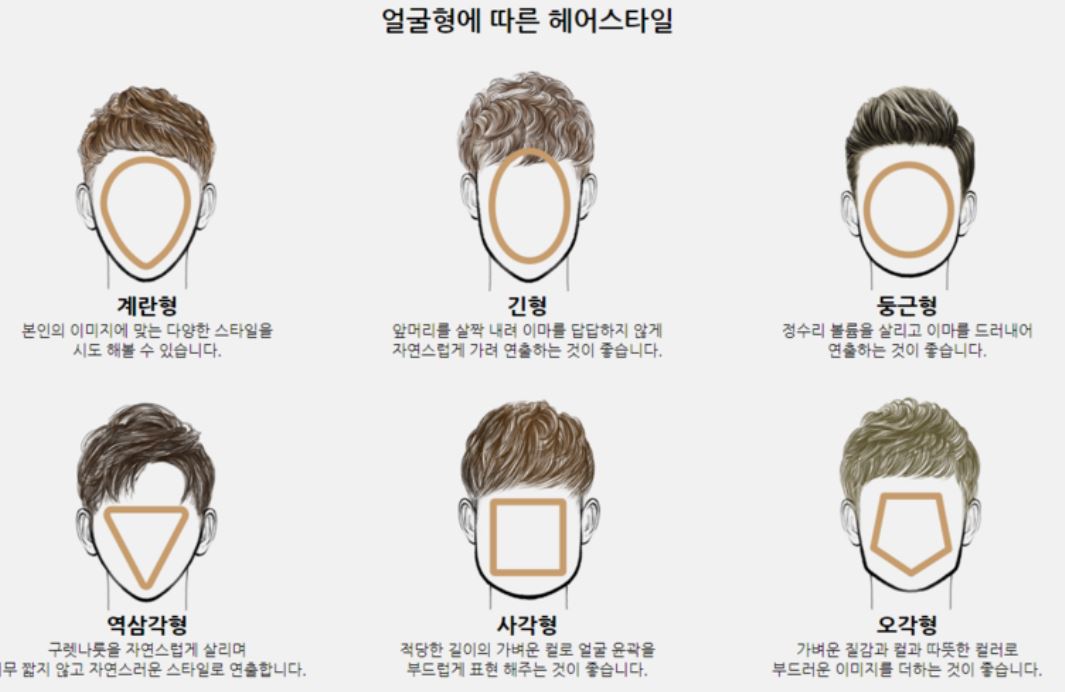 얼굴형에 따른 헤어스타일
계란형
본인의 이미지에 맞는 다양한 스타일을
시도 해볼 수 있습니다.
긴형
앞머리를 살짝 내려 이마를 답답하지 않게
자연스럽게 가려 연출하는 것이 좋습니다.
둥근형
정수리 볼륨을 살리고 이마를 드러내어
연출하는 것이 좋습니다.
역삼각형
구렛나룻을 자연스럽게 살리며
무 짧지 않고 자연스러운 스타일로 연출합니다.
사각형
적당한 길이의 가벼운 컬로 얼굴 윤곽을
부드럽게 표현 해주는 것이 좋습니다.
오각형
가벼운 질감과 컬과 따뜻한 컬러로
부드러운 이미지를 더하는 것이 좋습니다.